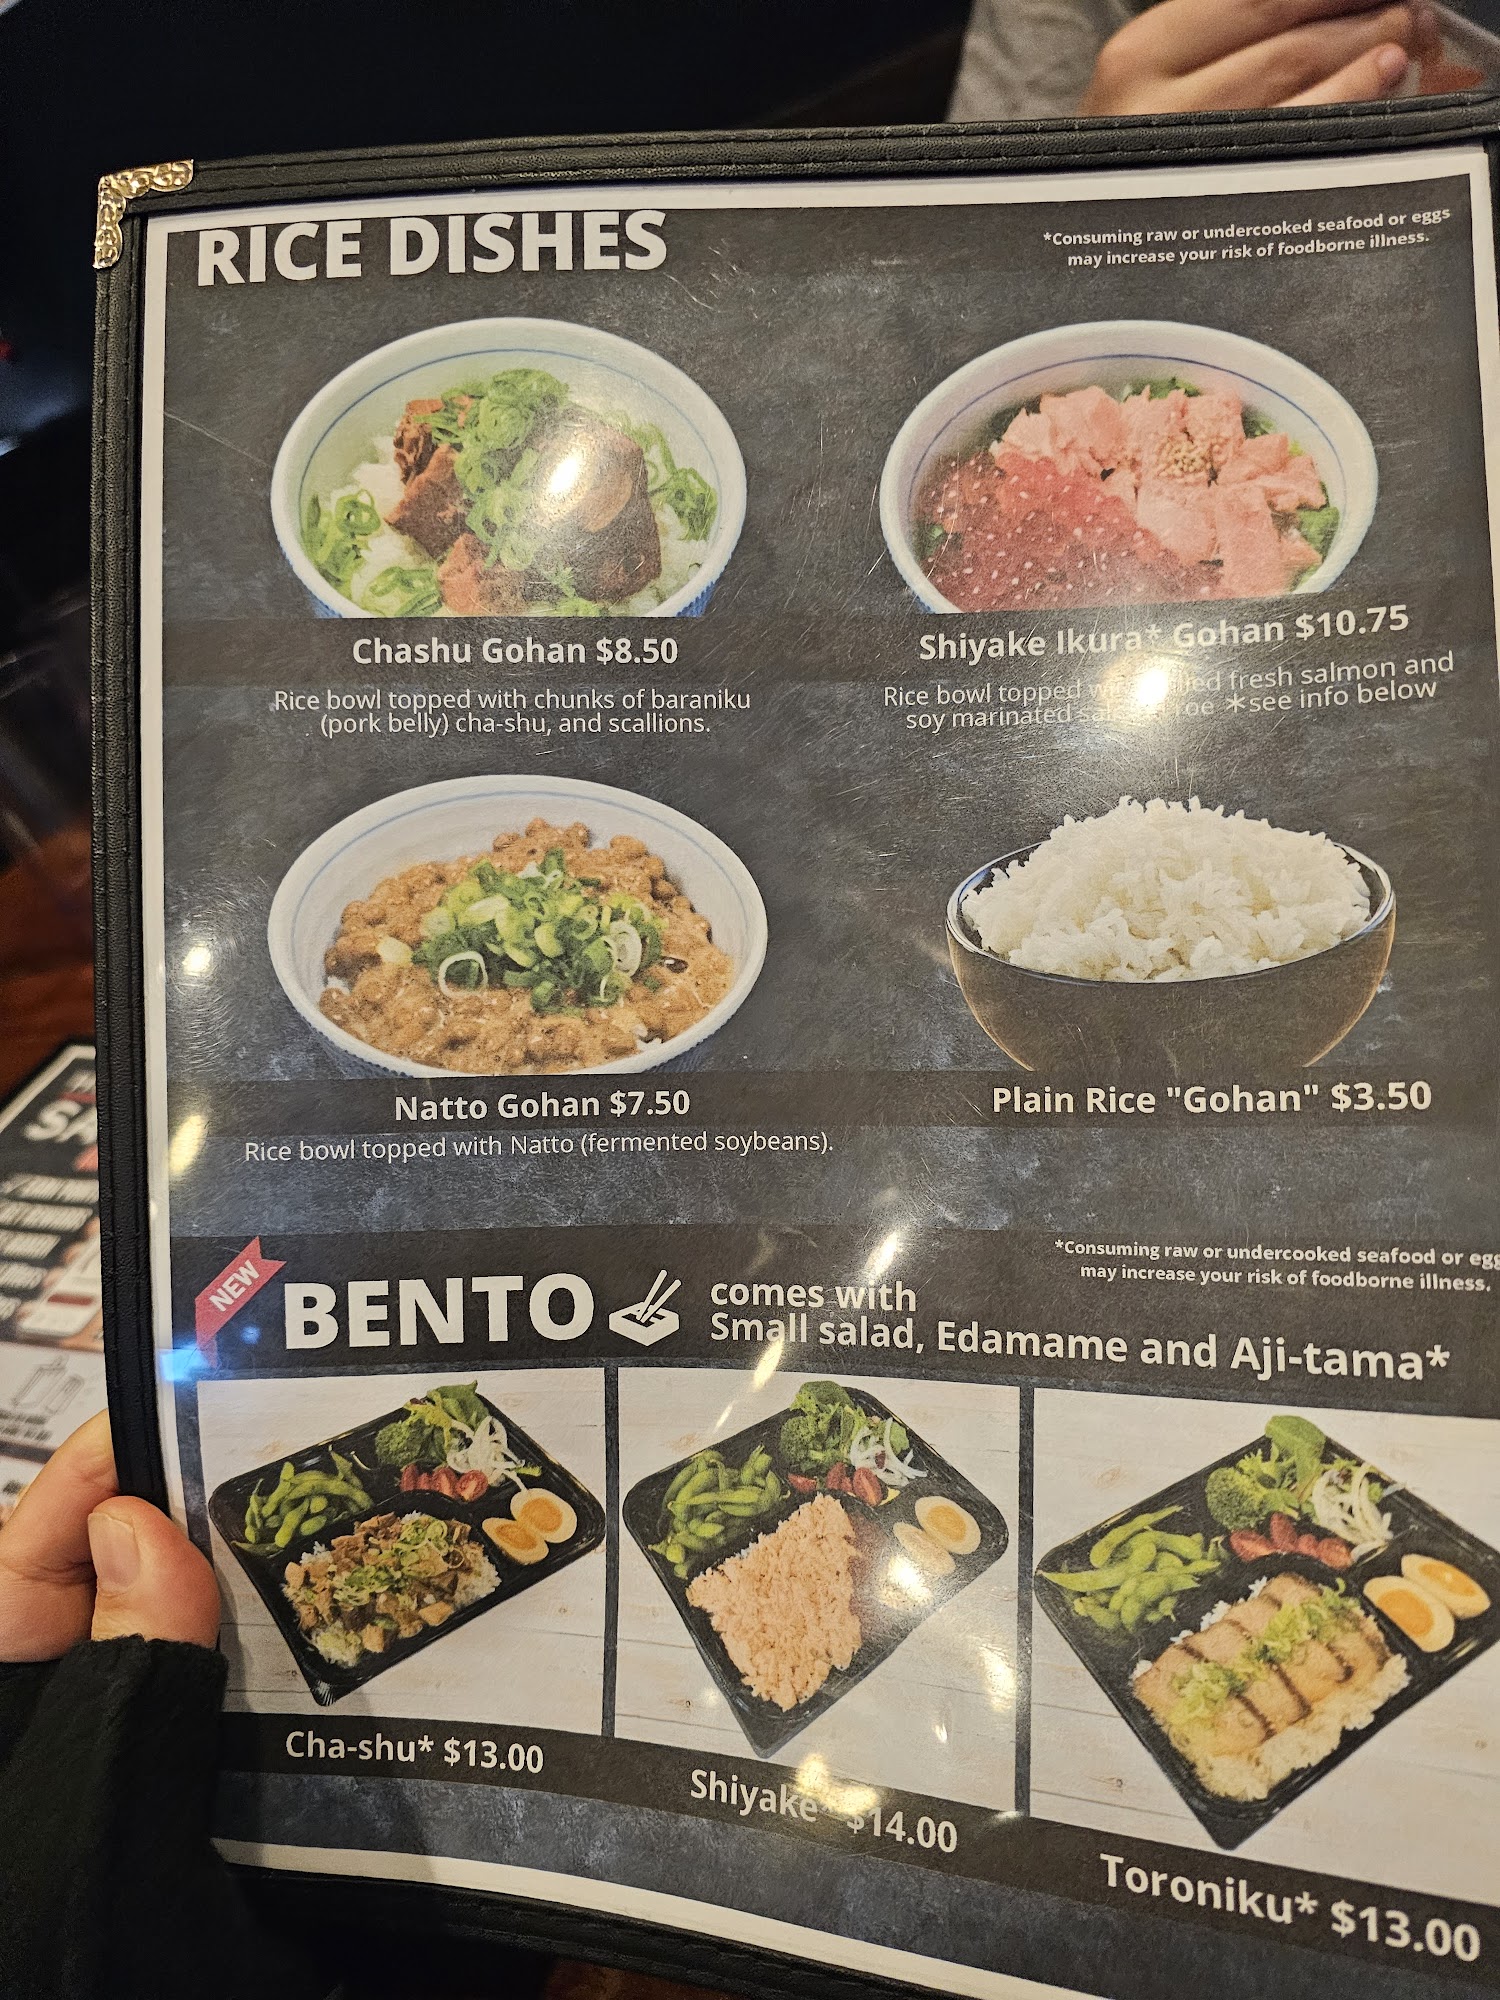 RICE DISHES
*Consuming raw or undercooked seafood or eggs
may increase your risk of foodborne illness.
Chashu Gohan $8.50
Rice bowl topped with chunks of baraniku
(pork belly) cha-shu, and scallions.
Shiyake Ikura* Gohan $10.75
Rice bowl topped fresh salmon and
soy marinated roe *see info below
Natto Gohan $7.50
Rice bowl topped with Natto (fermented soybeans).
Plain Rice "Gohan" $3.50
NEW
BENTO
comes with
Small salad, Edamame and Aji-tama*
*Consuming raw or undercooked seafood or
may increase your risk of foodborne illness.
Cha-shu* $13.00
Shiyake* $14.00
Toroniku* $13.00